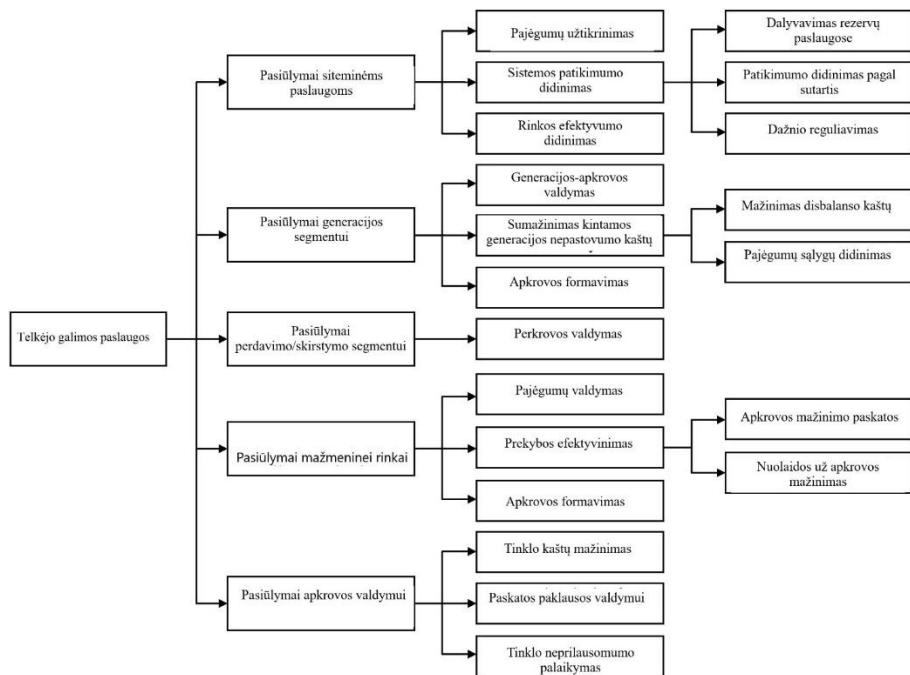 Telkėjo galimos paslaugos
Pasiūlymai siteminėms
paslaugoms
Pajėgumų užtikrinimas
Sistemos patikimumo
didinimas
Dalyvavimas rezervų
paslaugose
Patikimumo didinimas pagal
sutartis
Dažnio reguliavimas
Rinkos efektyvumo
didinimas
Pasiūlymai generacijos
segmentui
Generacijos-apkrovos
valdymas
Sumažinimas kintamos
generacijos nepastovumo kaštų
Mažinimas disbalanso kaštų
Pajėgumų sąlygų didinimas
Apkrovos formavimas
Pasiūlymai
perdavimo/skirstymo segmentui
Perkrovos valdymas
Pasiūlymai mažmeninei rinkai
Pajėgumų valdymas
Prekybos efektyvinimas
Apkrovos mažinimo paskatos
Nuolaidos už apkrovos
mažinimas
Apkrovos formavimas
Pasiūlymai apkrovos valdymui
Tinklo kaštų mažinimas
Paskatos paklausos valdymui
Tinklo neprilausomumo
palaikymas